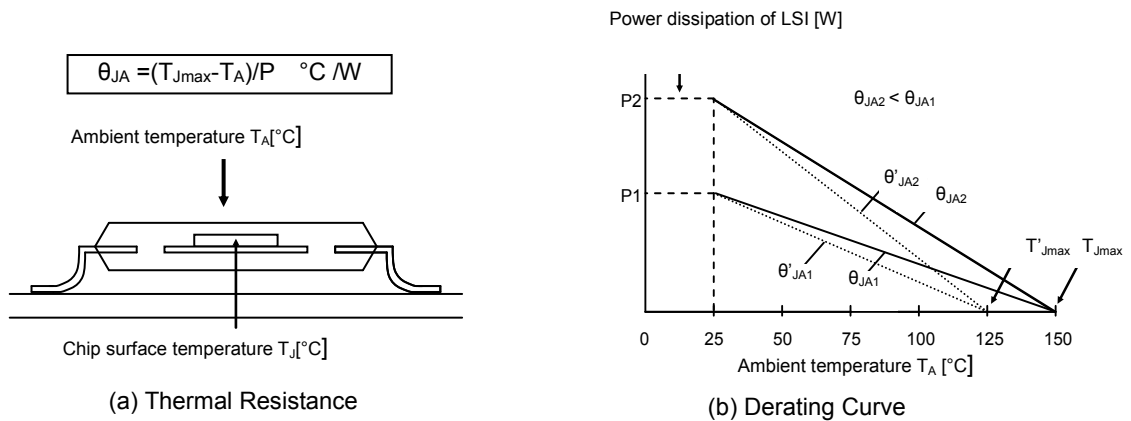 θJA =(TJmax-TA)/P °C /W
Ambient temperature TA[°C]
Chip surface temperature TJ[°C]
(a) Thermal Resistance
Power dissipation of LSI [W]
P2
θJA2 < θJA1
θ'JA2
θJA2
P1
T'Jmax TJmax
θ'JA1
θJA1
0 25 50 75 100 125 150
Ambient temperature TA [°C]
(b) Derating Curve